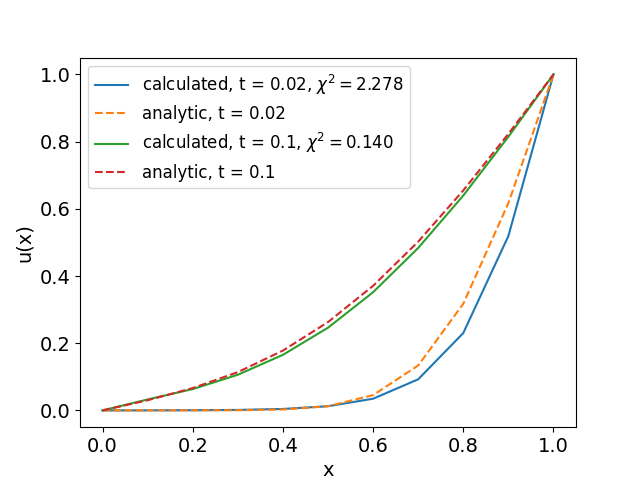 calculated, t = 0.02, χ² = 2.278
analytic, t = 0.02
calculated, t = 0.1, χ² = 0.140
analytic, t = 0.1
1.0
0.8
0.6
0.4
0.2
0.0
u(x)
0.0 0.2 0.4 0.6 0.8 1.0
x